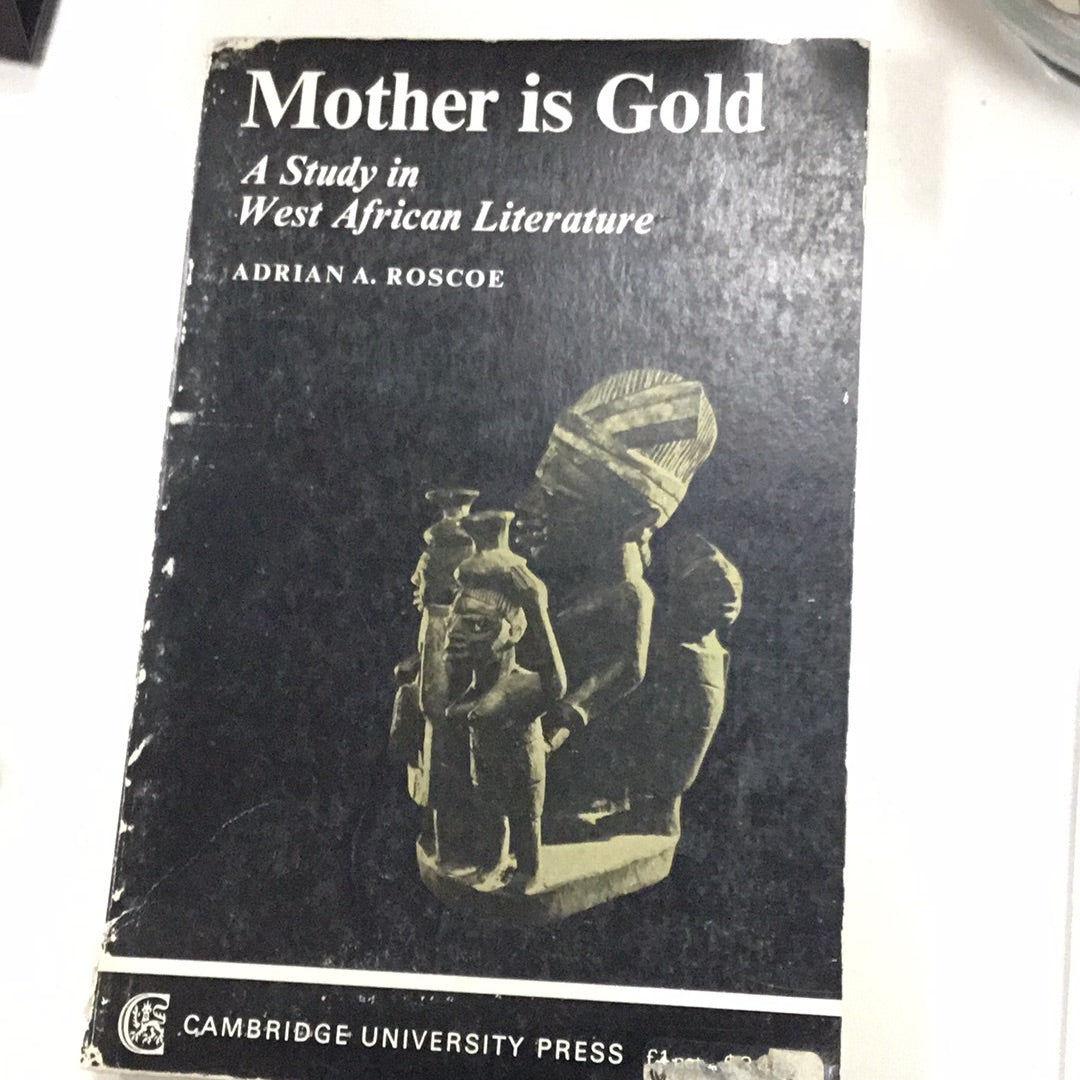 Mother is Gold
A Study in
West African Literature
ADRIAN A. ROSCOE
CAMBRIDGE UNIVERSITY PRESS